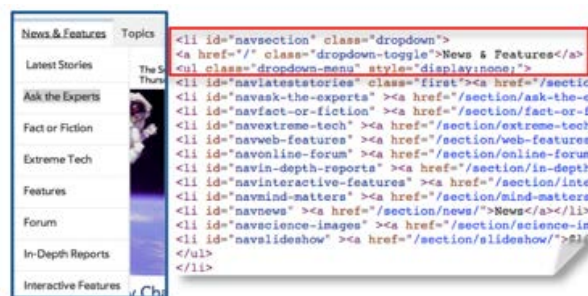 News & Features Topics
Latest Stories
Ask the Experts
Fact or Fiction
Extreme Tech
Features
Forum
In-Depth Reports
Interactive Features
The S
Thurs
y Cha
<li id="navsection" class="dropdown">
<a href="/" class="dropdown-toggle">News & Features</a>
<ul class="dropdown-menu" style="display:none;">
<li id="navlateststories" class="first"><a href="/sectio
<li id="navask-the-experts" ><a href="/section/ask-the-e
<li id="navfact-or-fiction" ><a href="/section/fact-or-f
<li id="navextreme-tech" ><a href="/section/extreme-tech
<li id="navweb-features" ><a href="/section/web-features
<li id="navonline-forum" ><a href="/section/online-forum
<li id="navin-depth-reports" ><a href="/section/in-depth
<li id="navinteractive-features" ><a href="/section/inte
<li id="navmind-matters" ><a href="/section/mind-matters
<li id="navnews" ><a href="/section/news/">News</a></li>
<li id="navscience-images" ><a href="/section/science-im
<li id="navslideshow" ><a href="/section/slideshow/">Sl
</ul>
</li>